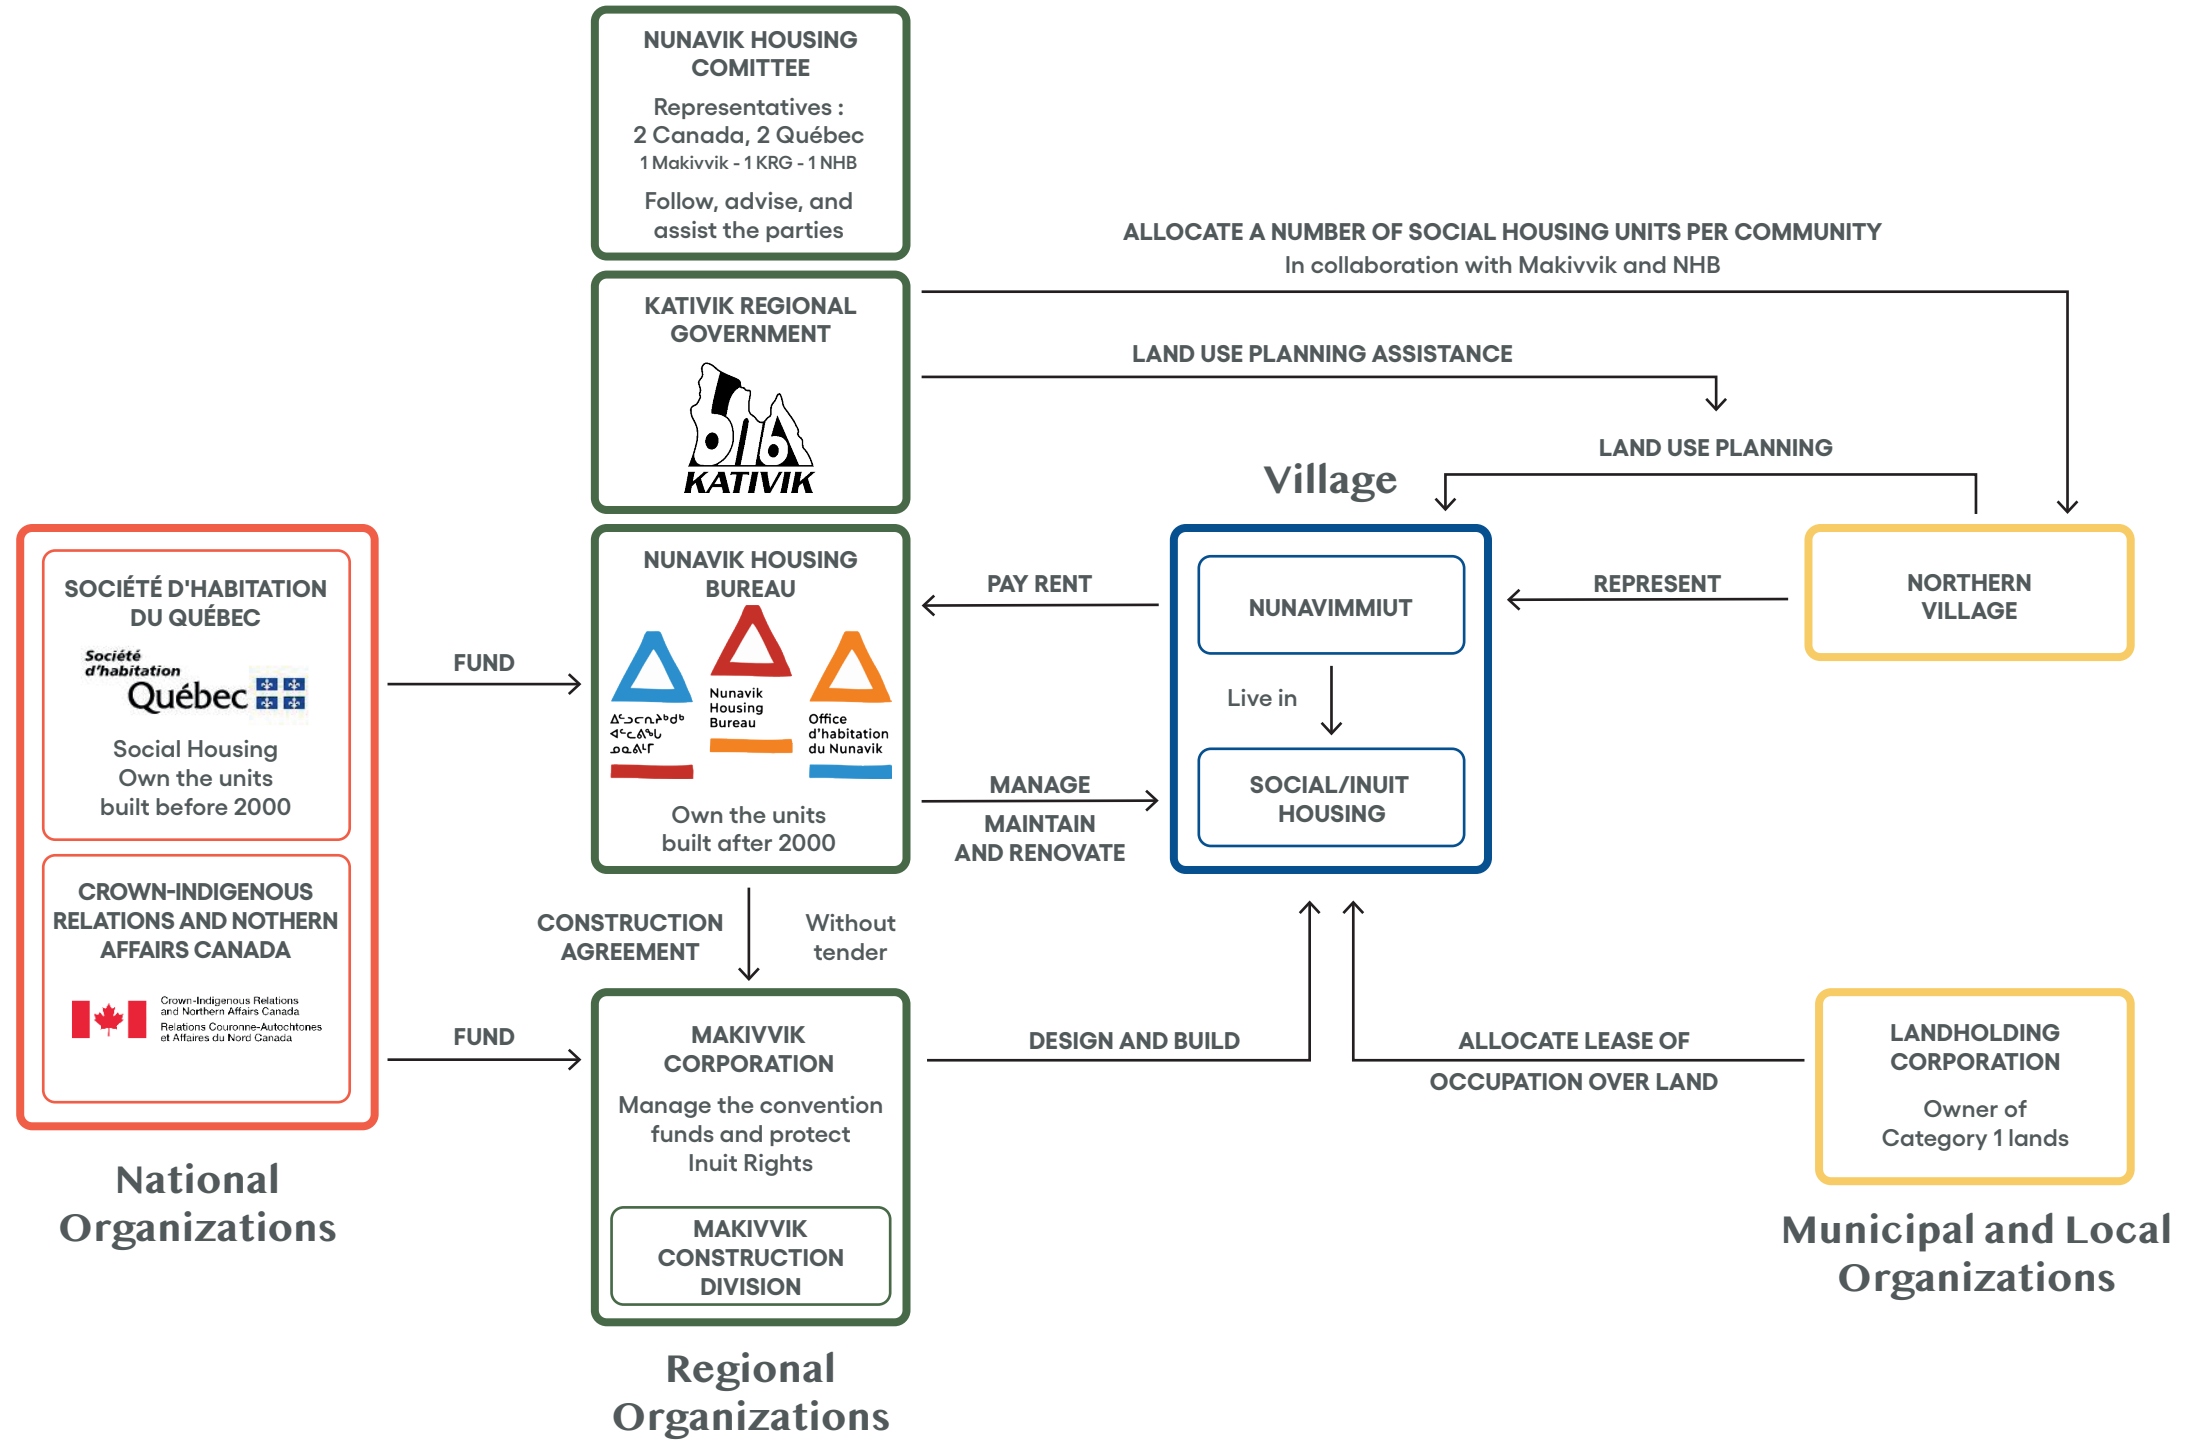 NUNAVIK HOUSING
COMITTEE
Representatives :
2 Canada, 2 Québec
1 Makivvik - 1 KRG - 1 NHB
Follow, advise, and
assist the parties
ALLOCATE A NUMBER OF SOCIAL HOUSING UNITS PER COMMUNITY
In collaboration with Makivvik and NHB
KATIVIK REGIONAL
GOVERNMENT
KATIVIK
LAND USE PLANNING ASSISTANCE
LAND USE PLANNING
Village
SOCIÉTÉ D'HABITATION
DU QUÉBEC
Société
d'habitation
Québec
Social Housing
Own the units
built before 2000
CROWN-INDIGENOUS
RELATIONS AND NOTHERN
AFFAIRS CANADA
Crown-Indigenous Relations
and Northern Affairs Canada
Relations Couronne-Autochtones
et Affaires du Nord Canada
National
Organizations
FUND
FUND
NUNAVIK HOUSING
BUREAU
ᐃᓪᓗᓕᕆᔨᒃᑯᒃ
ᐊᓪᓚᕕᖓ
ᓄᓇᕕᒻᒥ
Nunavik
Housing
Bureau
Office
d'habitation
du Nunavik
Own the units
built after 2000
PAY RENT
MANAGE
MAINTAIN
AND RENOVATE
NUNAVIMMIUT
Live in
SOCIAL/INUIT
HOUSING
REPRESENT
NORTHERN
VILLAGE
CONSTRUCTION
AGREEMENT
Without
tender
MAKIVVIK
CORPORATION
Manage the convention
funds and protect
Inuit Rights
MAKIVVIK
CONSTRUCTION
DIVISION
Regional
Organizations
DESIGN AND BUILD
ALLOCATE LEASE OF
OCCUPATION OVER LAND
LANDHOLDING
CORPORATION
Owner of
Category 1 lands
Municipal and Local
Organizations